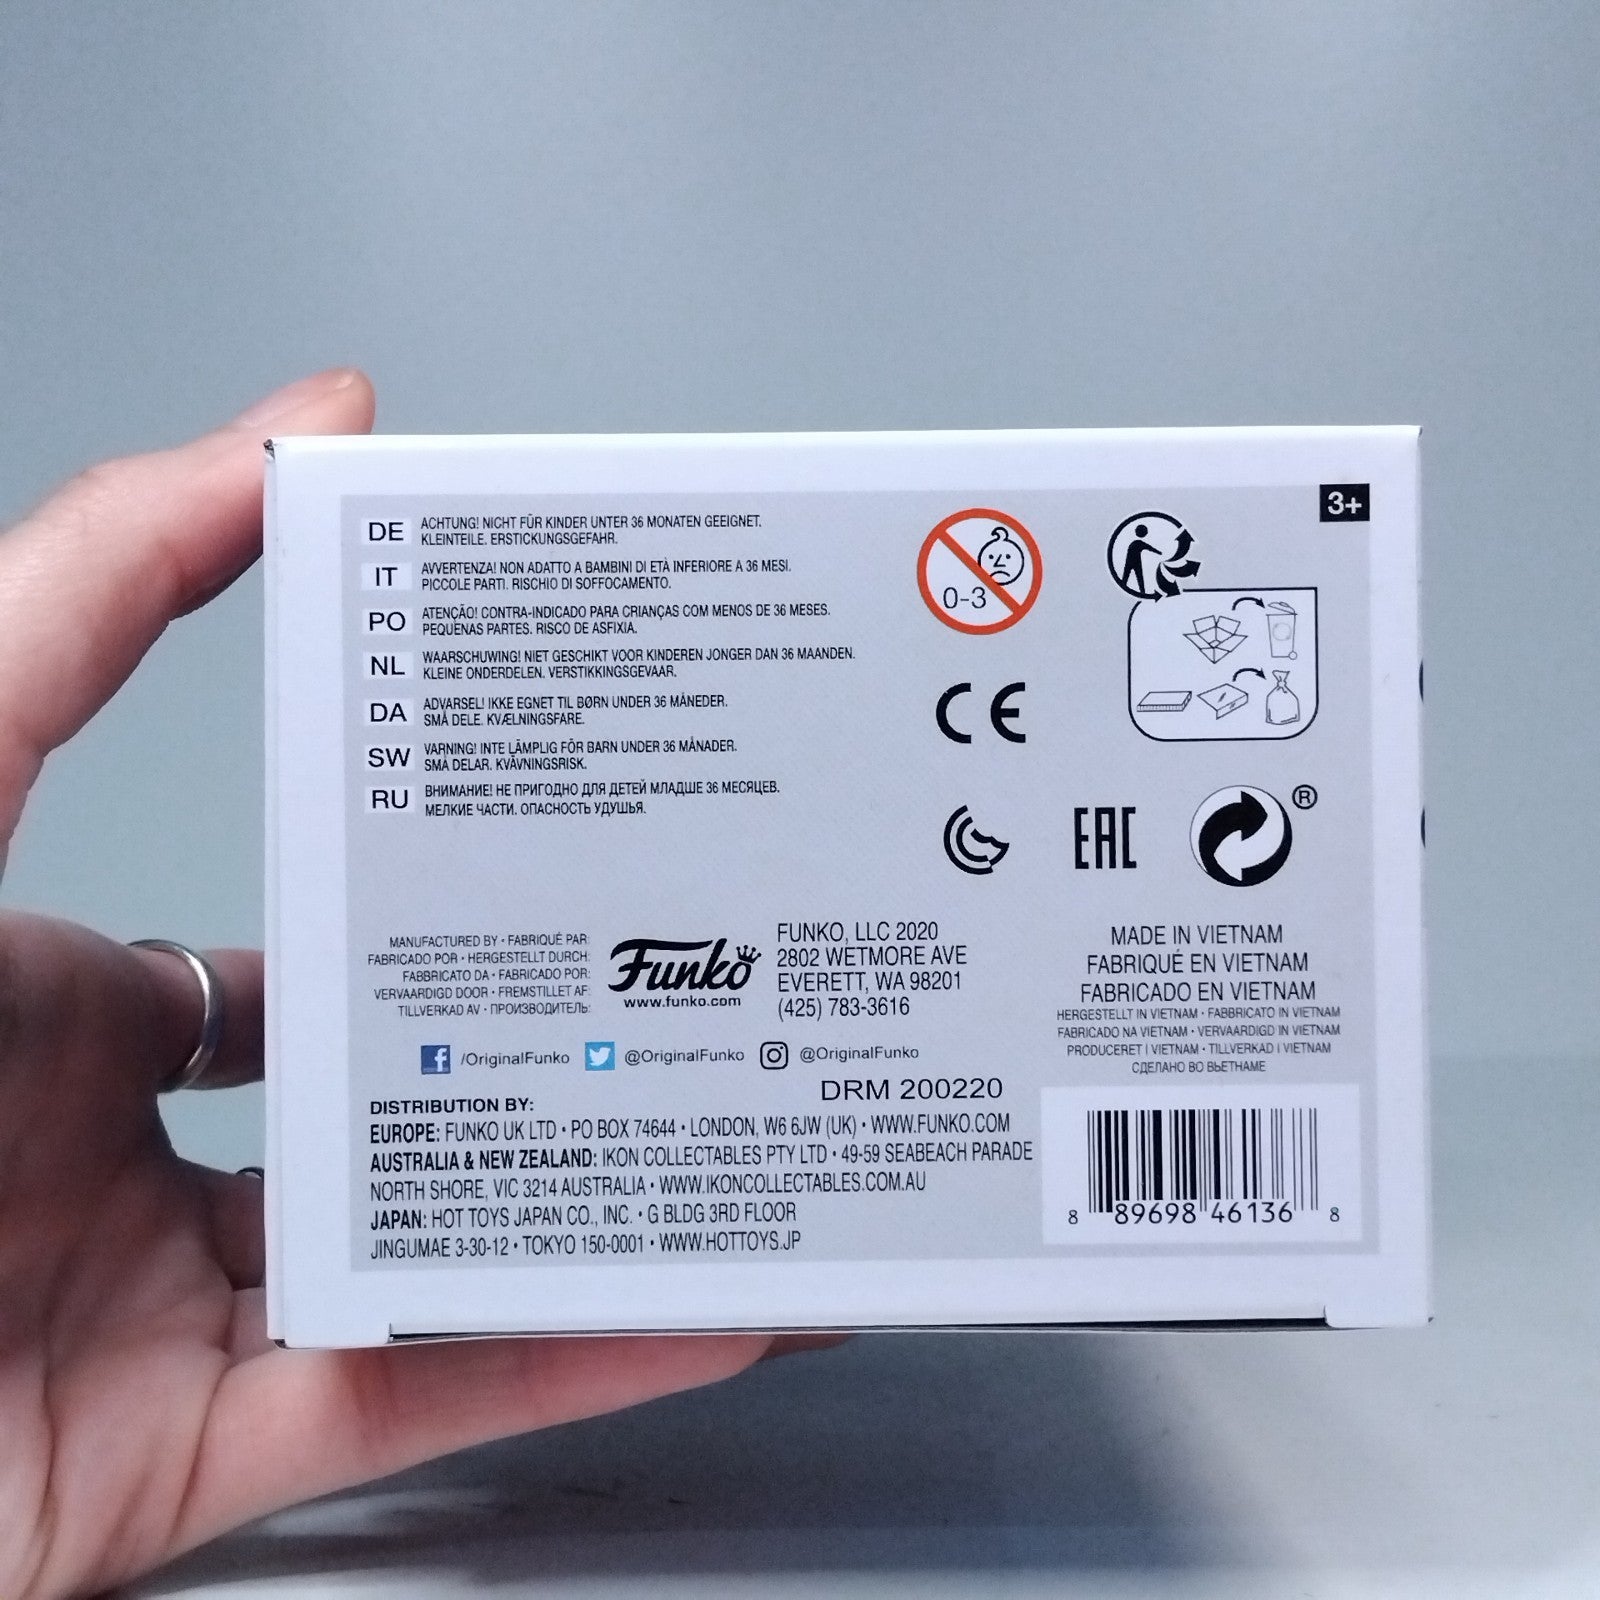 3+
DE ACHTUNG! NICHT FÜR KINDER UNTER 36 MONATEN GEEIGNET.
KLEINTEILE. ERSTICKUNGSGEFAHR.
IT AVVERTENZA! NON ADATTO A BAMBINI DI ETÀ INFERIORE A 36 MESI.
PICCOLE PARTI. RISCHIO DI SOFFOCAMENTO.
PO ATENÇÃO! CONTRA-INDICADO PARA CRIANÇAS COM MENOS DE 36 MESES.
PEQUENAS PARTES. RISCO DE ASFIXIA.
NL WAARSCHUWING! NIET GESCHIKT VOOR KINDEREN JONGER DAN 36 MAANDEN.
KLEINE ONDERDELEN. VERSTIKKINGSGEVAAR.
DA ADVARSEL! IKKE EGNET TIL BØRN UNDER 36 MÅNEDER.
SMÅ DELE. KVÆLNINGSFARE.
SW VARNING! INTE LÄMPLIG FÖR BARN UNDER 36 MÅNADER.
SMÅ DELAR. KVÄVNINGSRISK.
RU ВНИМАНИЕ! НЕ ПРИГОДНО ДЛЯ ДЕТЕЙ МЛАДШЕ 36 МЕСЯЦЕВ.
МЕЛКИЕ ЧАСТИ. ОПАСНОСТЬ УДУШЬЯ.
0-3
CE
EAC
®
MANUFACTURED BY • FABRIQUÉ PAR:
FABRICADO POR • HERGESTELLT DURCH:
FABBRICATO DA • FABRICADO POR:
VERVAARDIGD DOOR • FREMSTILLET AF:
TILLVERKAD AV • ПРОИЗВОДИТЕЛЬ:
Funko
www.funko.com
FUNKO, LLC 2020
2802 WETMORE AVE
EVERETT, WA 98201
(425) 783-3616
MADE IN VIETNAM
FABRIQUÉ EN VIETNAM
FABRICADO EN VIETNAM
HERGESTELLT IN VIETNAM • FABBRICATO IN VIETNAM
FABRICADO NA VIETNAM • VERVAARDIGD IN VIETNAM
PRODUCERET I VIETNAM • TILLVERKAD I VIETNAM
СДЕЛАНО ВО ВЬЕТНАМЕ
/OriginalFunko @OriginalFunko @OriginalFunko
DRM 200220
DISTRIBUTION BY:
EUROPE: FUNKO UK LTD • PO BOX 74644 • LONDON, W6 6JW (UK) • WWW.FUNKO.COM
AUSTRALIA & NEW ZEALAND: IKON COLLECTABLES PTY LTD • 49-59 SEABEACH PARADE
NORTH SHORE, VIC 3214 AUSTRALIA • WWW.IKONCOLLECTABLES.COM.AU
JAPAN: HOT TOYS JAPAN CO., INC. • G BLDG 3RD FLOOR
JINGUMAE 3-30-12 • TOKYO 150-0001 • WWW.HOTTOYS.JP
8 89698 46136 8